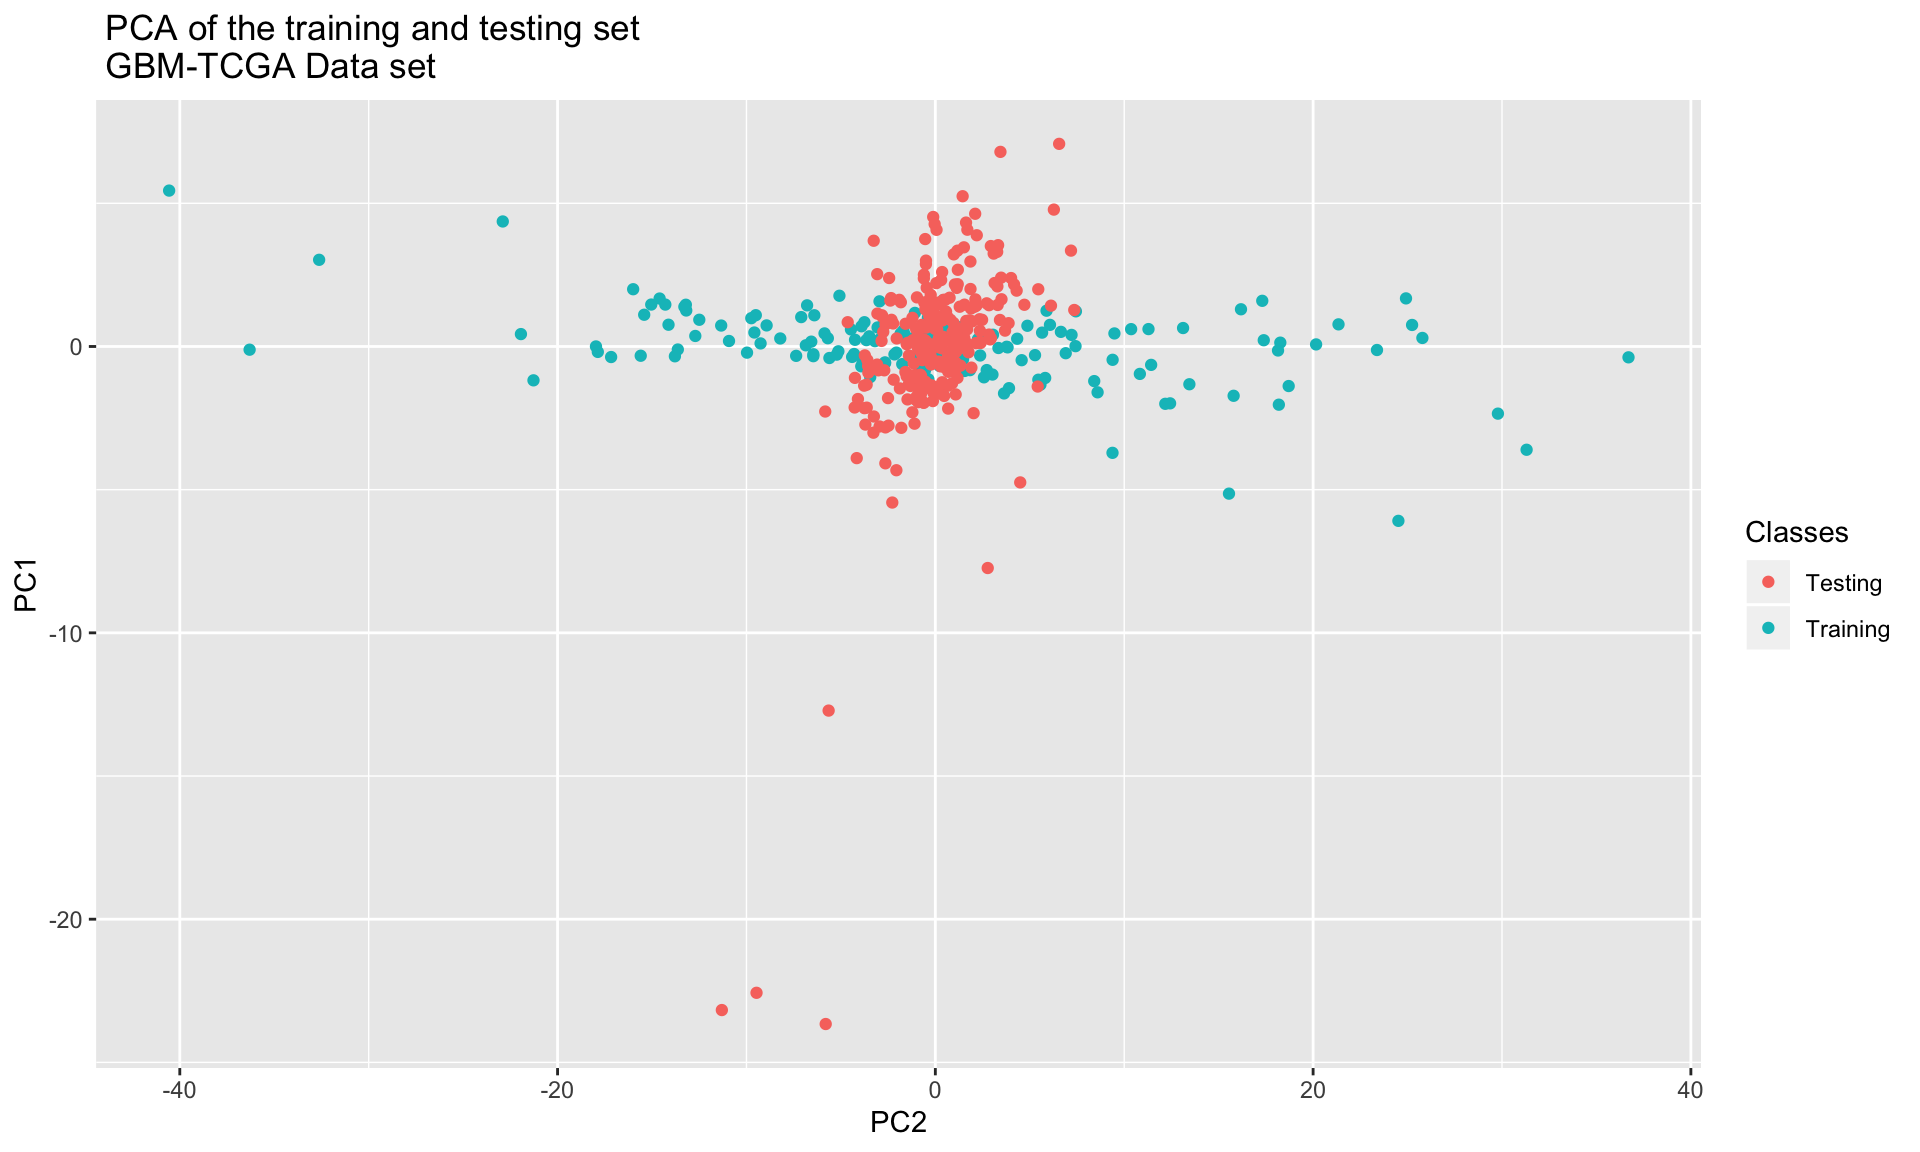 PCA of the training and testing set
GBM-TCGA Data set
PC1
0
-10
-20
-40
-20
0
20
40
PC2
Classes
Testing
Training